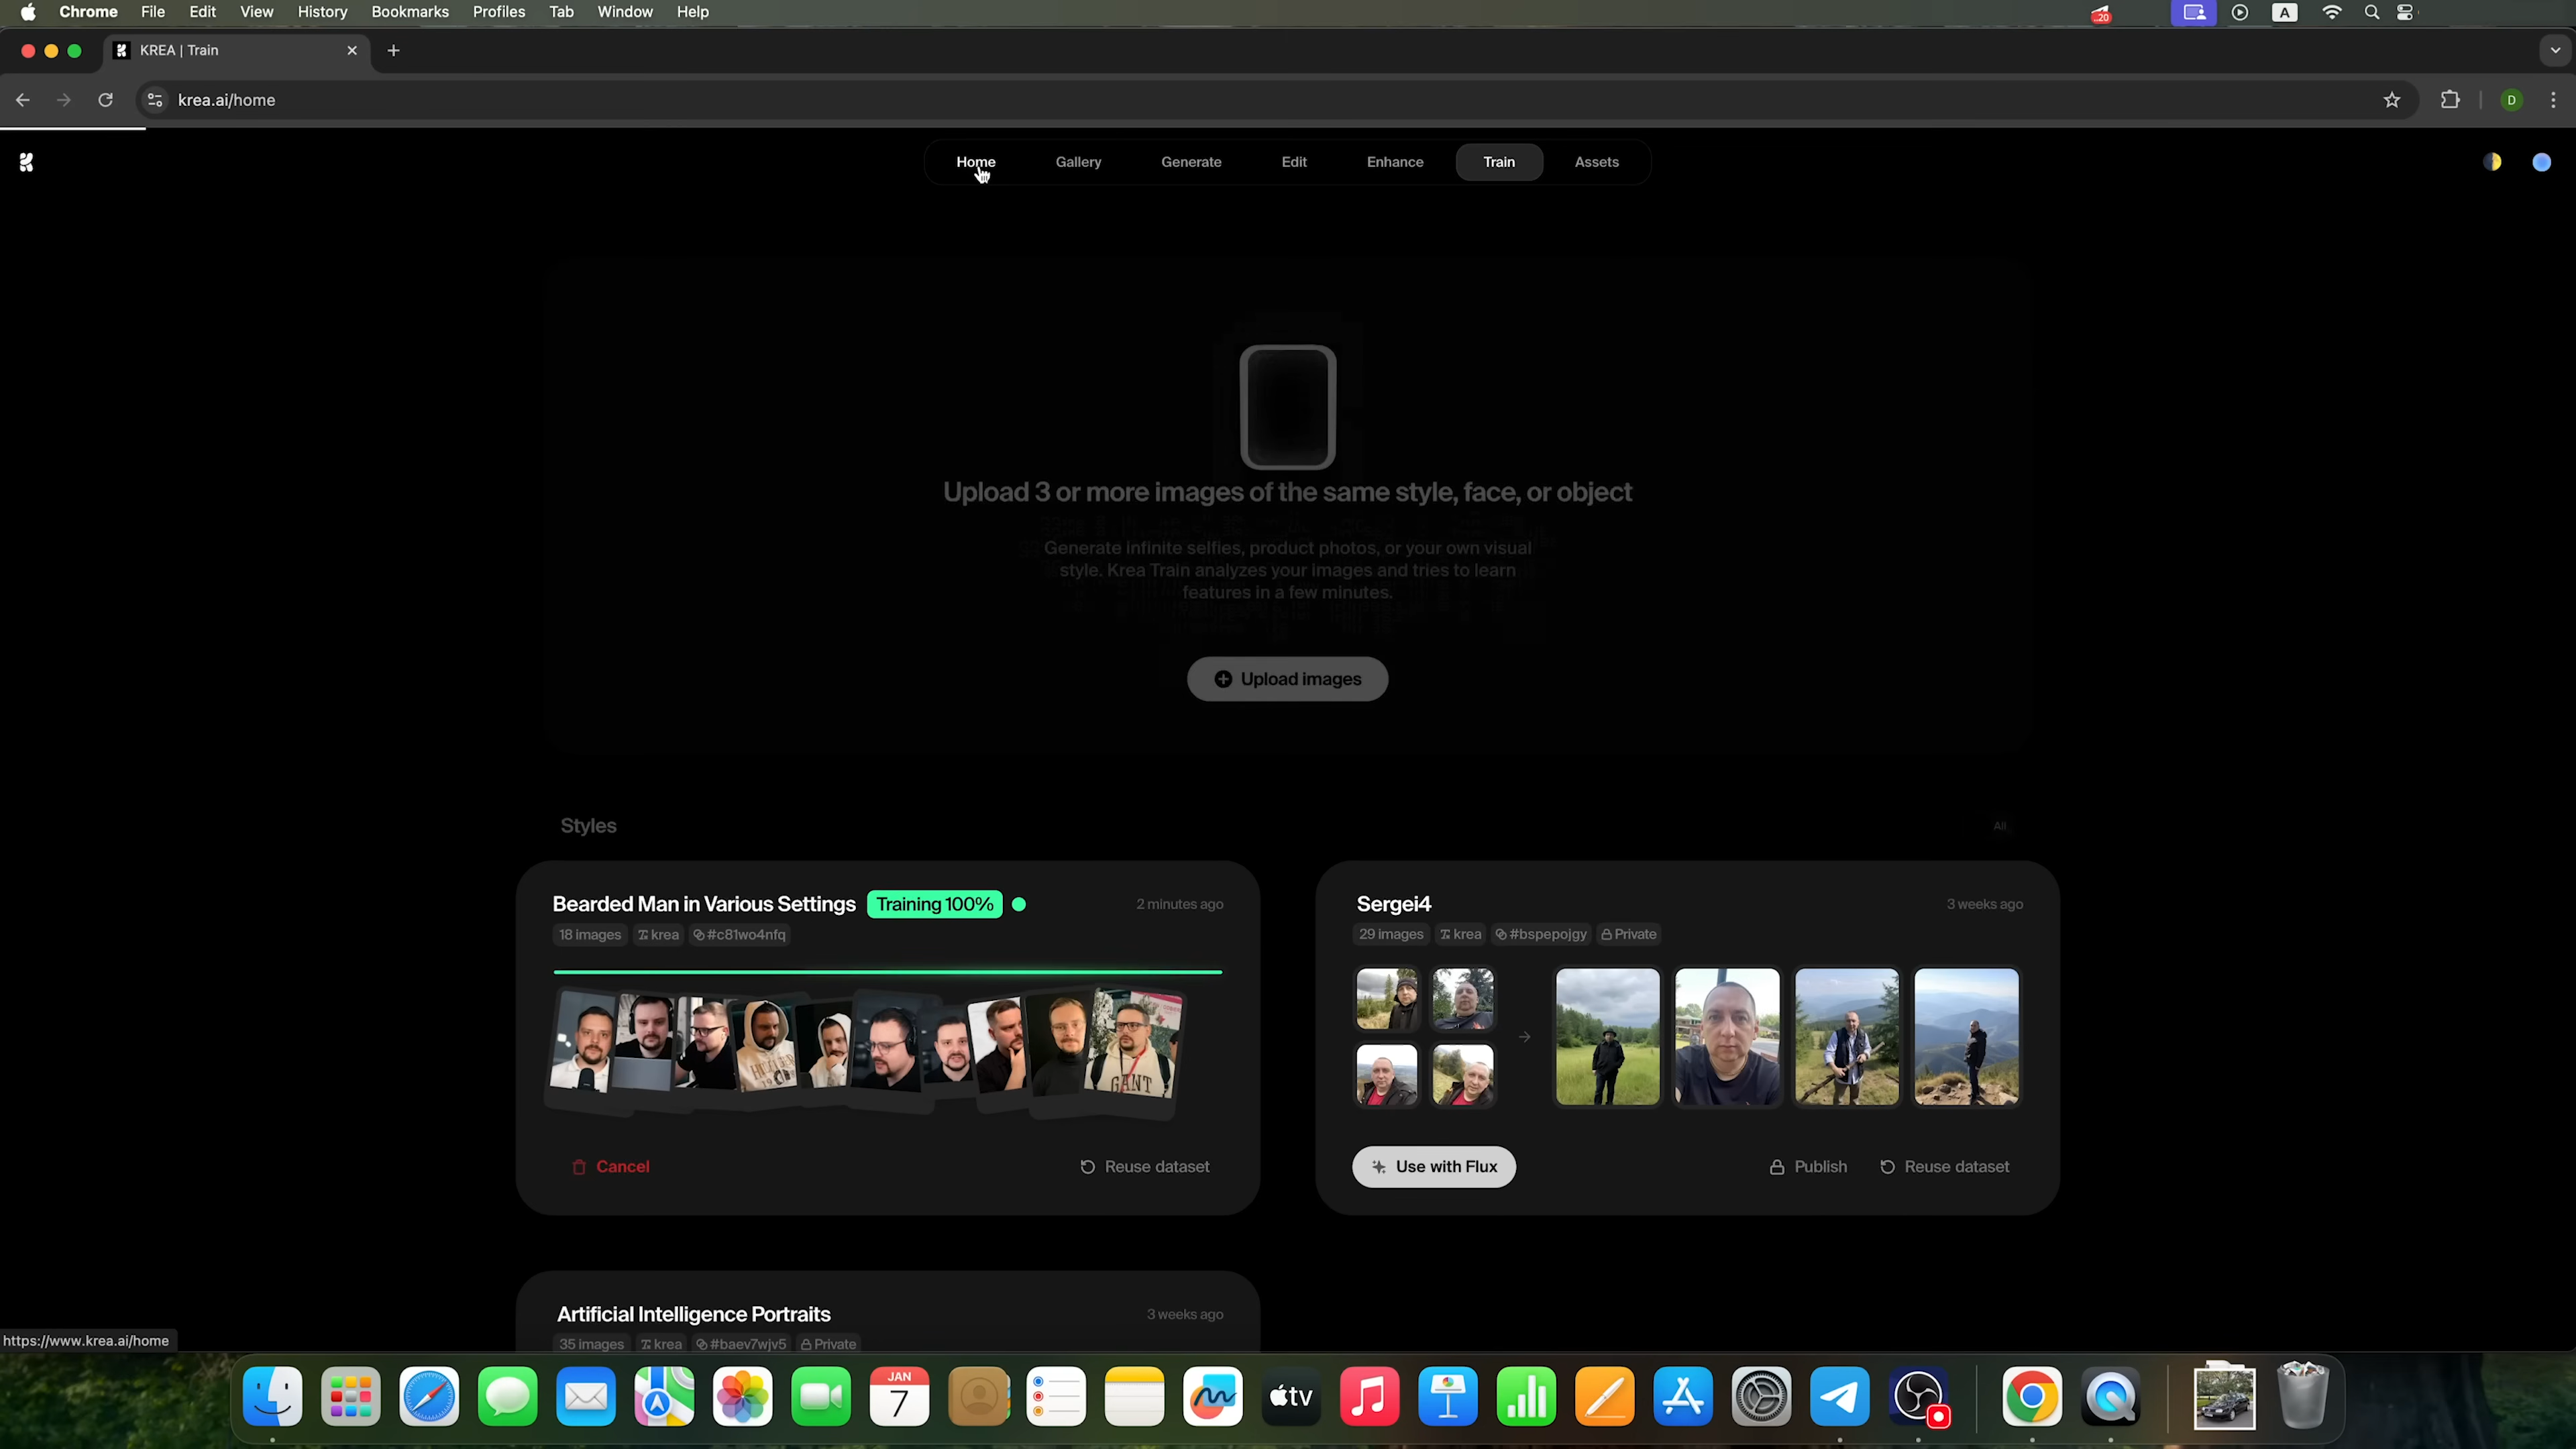 Chrome File Edit View History Bookmarks Profiles Tab Window Help
20
A
KREA | Train
krea.ai/home
D
Home Gallery Generate Edit Enhance Train Assets
Upload 3 or more images of the same style, face, or object
Generate infinite selfies, product photos, or your own visual
style. Krea Train analyzes your images and tries to learn
features in a few minutes.
Upload images
Styles
All
Bearded Man in Various Settings Training 100% 2 minutes ago
18 images krea #c81wo4nfq
GANT
Cancel Reuse dataset
Sergei4 3 weeks ago
29 images krea #bspepojgy Private
Use with Flux Publish Reuse dataset
Artificial Intelligence Portraits 3 weeks ago
35 images krea #baev7wjv5 Private
https://www.krea.ai/home
JAN
7
tv